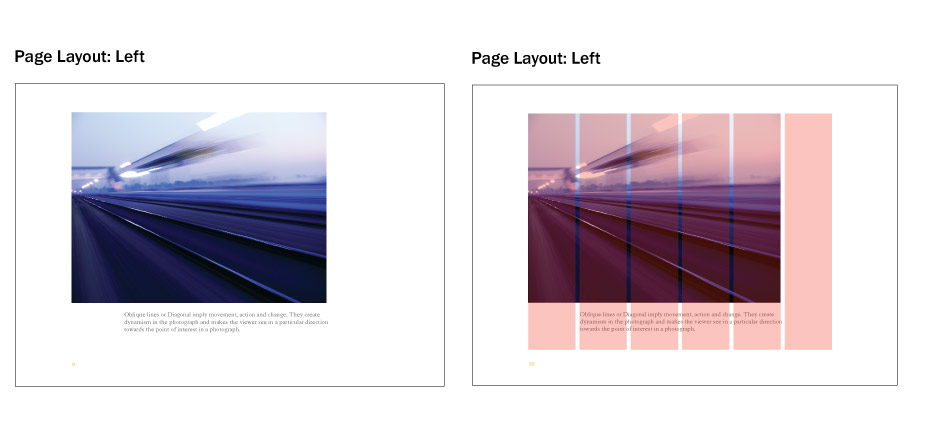 Page Layout: Left
Oblique lines or Diagonal imply movement, action and change. They create
dynamism in the photograph and makes the viewer see in a particular direction
towards the point of interest in a photograph.
Page Layout: Left
Oblique lines or Diagonal imply movement, action and change. They create
dynamism in the photograph and makes the viewer see in a particular direction
towards the point of interest in a photograph.